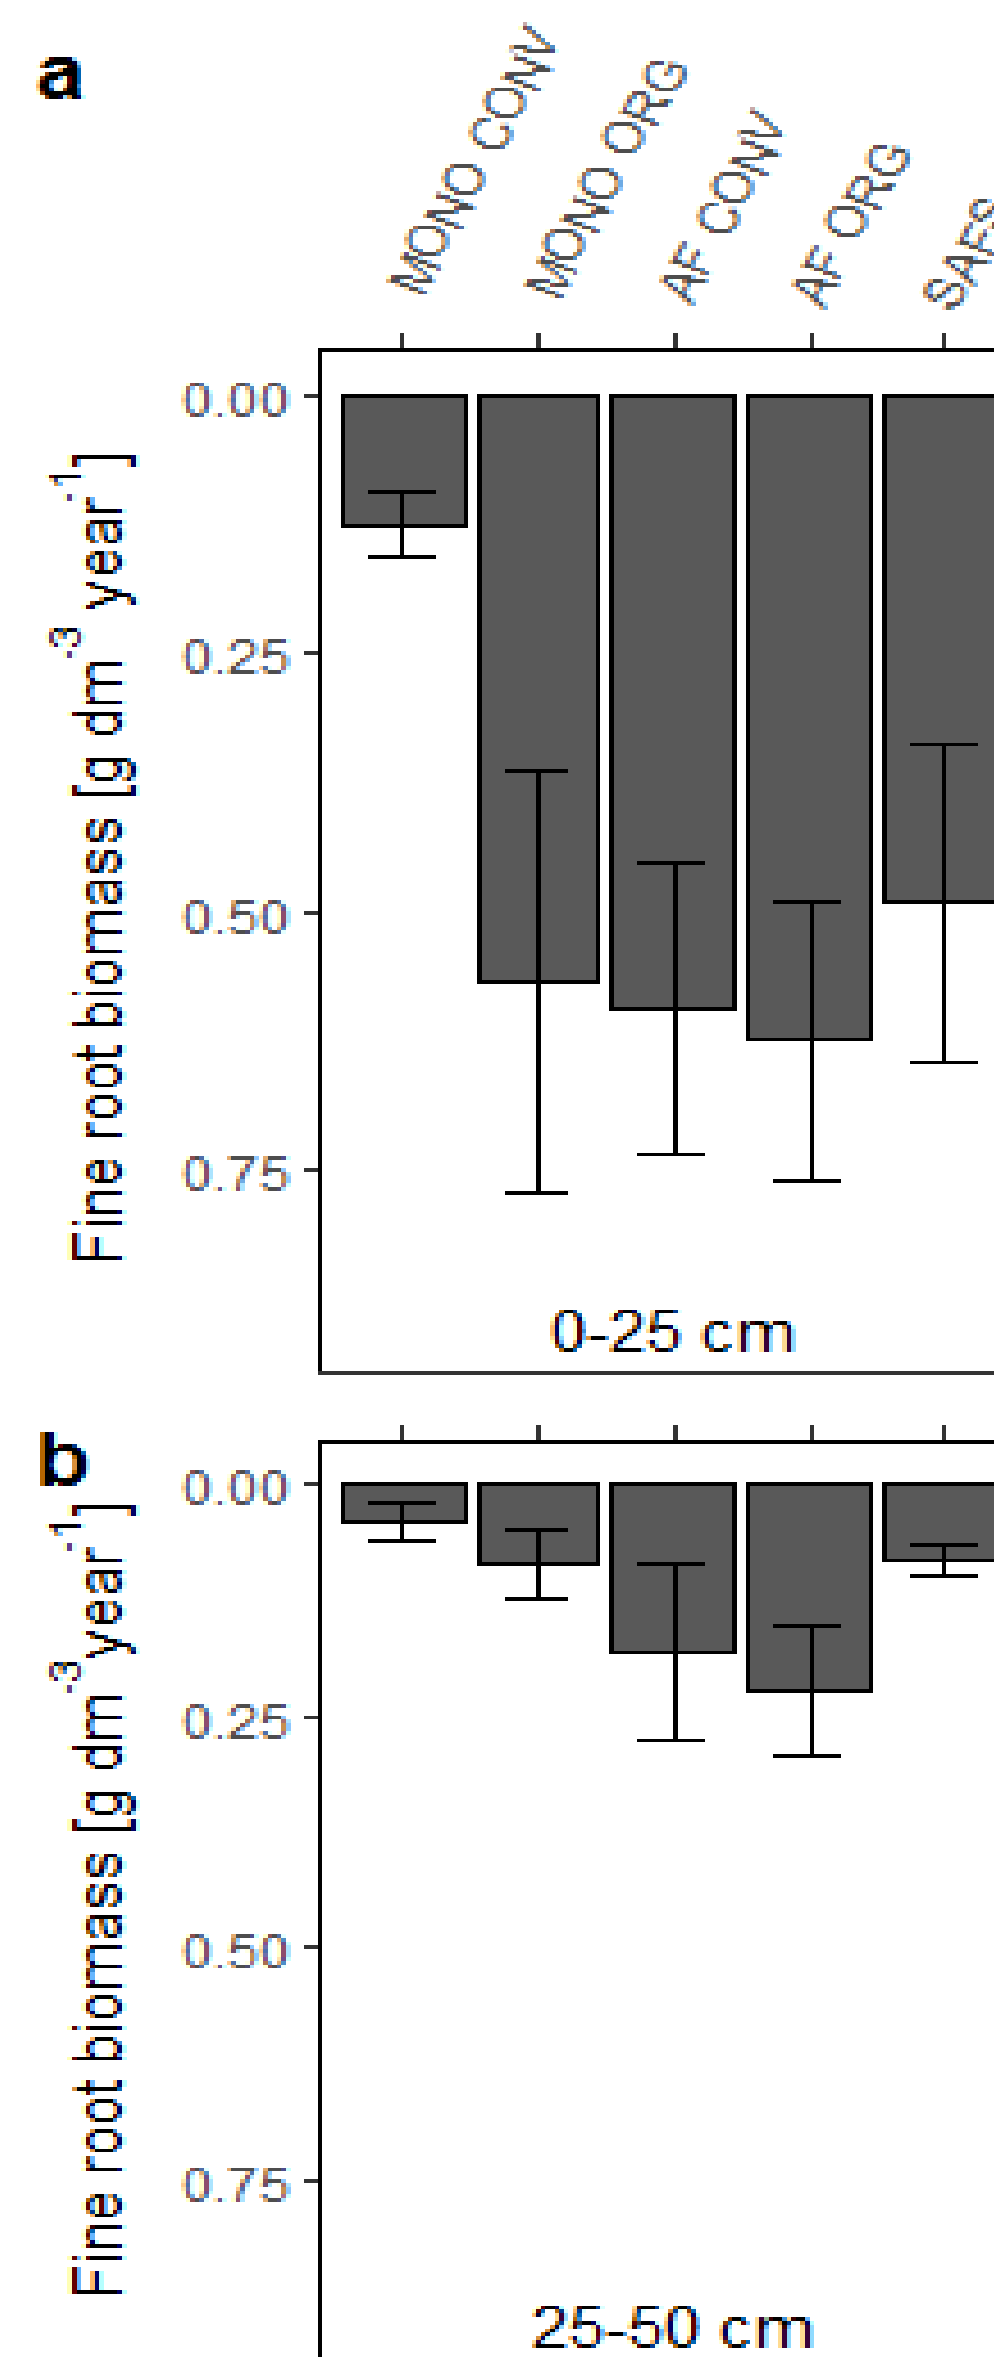 a
MONO CONV
MONO ORG
AF CONV
AF ORG
SAFS
Fine root biomass [g dm-3 year-1]
0.00
0.25
0.50
0.75
0-25 cm
b
Fine root biomass [g dm-3 year-1]
0.00
0.25
0.50
0.75
25-50 cm